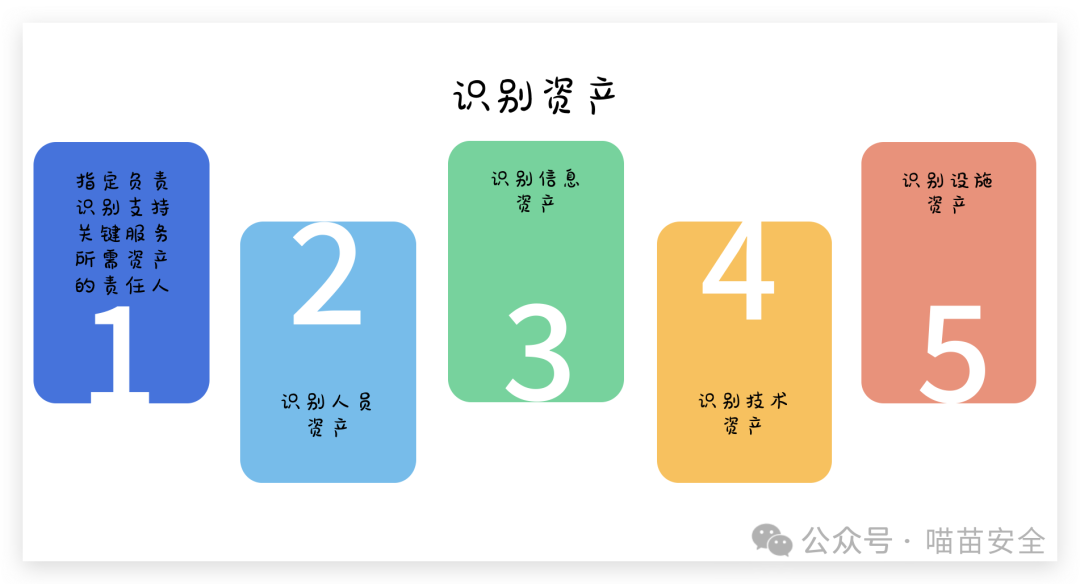 识别资产
指定负责
识别支持
关键服务
所需资产
的责任人
1
2
识别人员
资产
识别信息
资产
3
4
识别技术
资产
识别设施
资产
5
公众号·喵苗安全